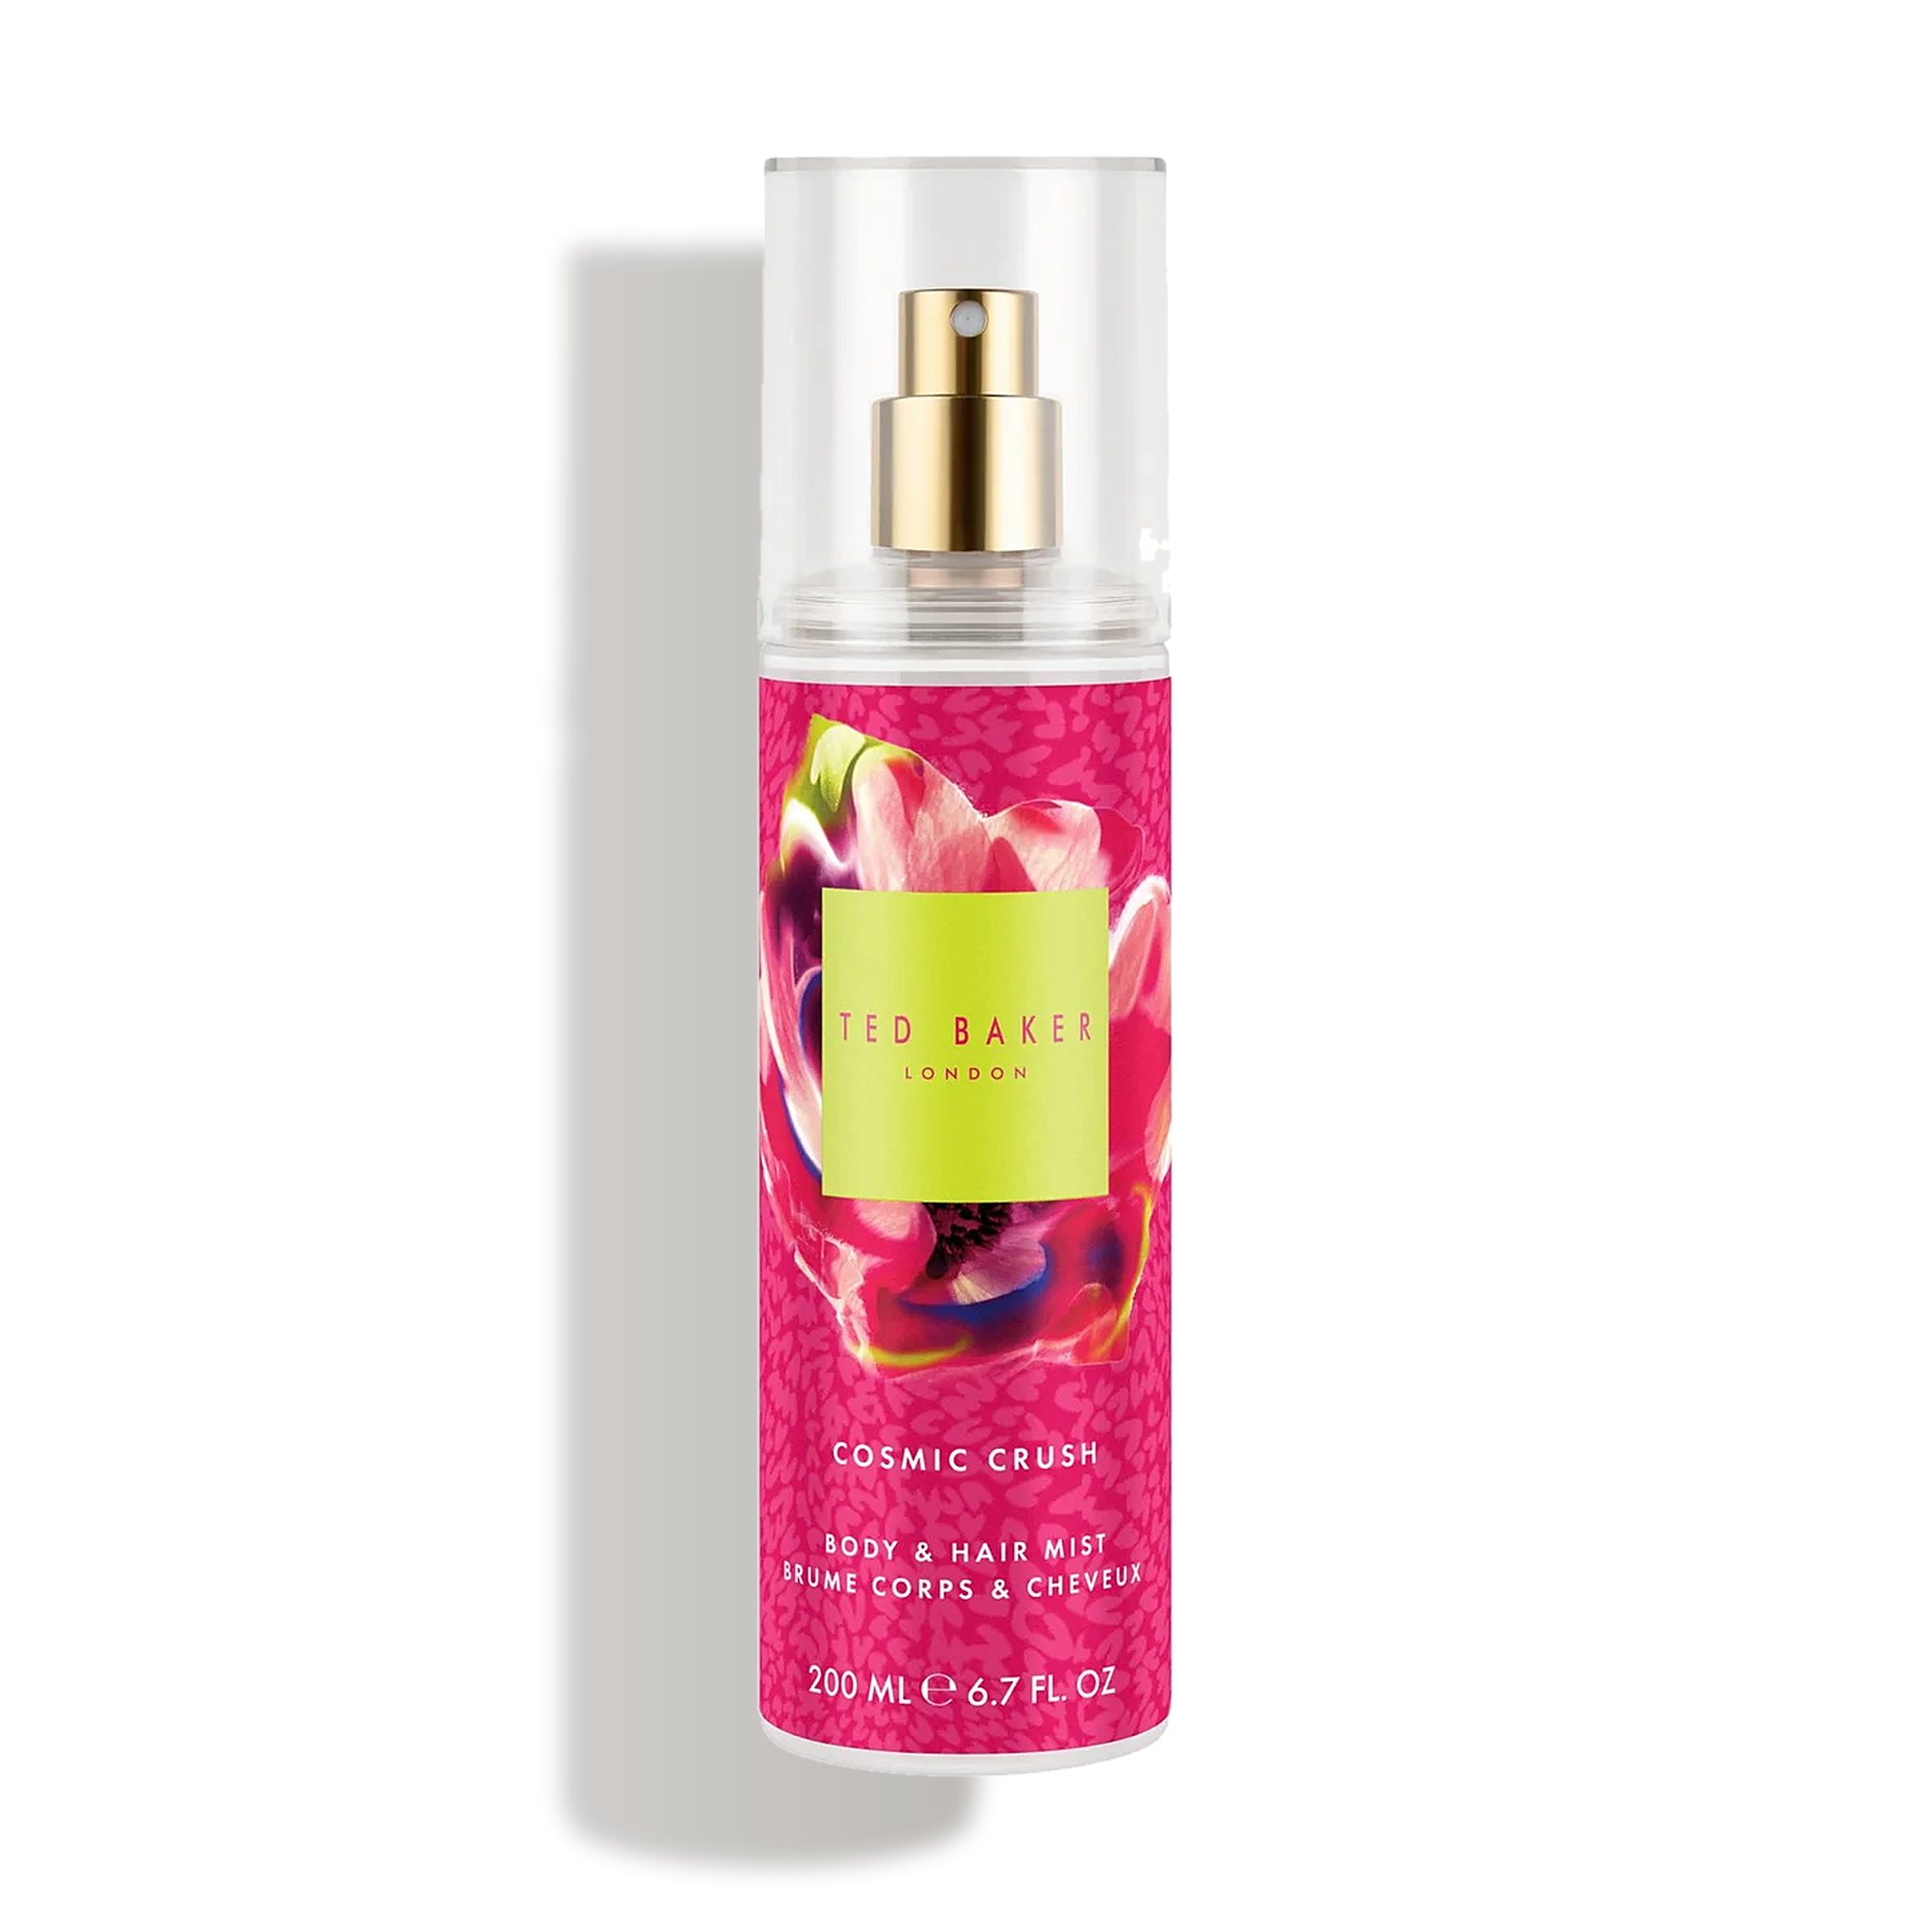 TED BAKER
LONDON
COSMIC CRUSH
BODY & HAIR MIST
BRUME CORPS & CHEVEUX
200 ML ℮ 6.7 FL. OZ